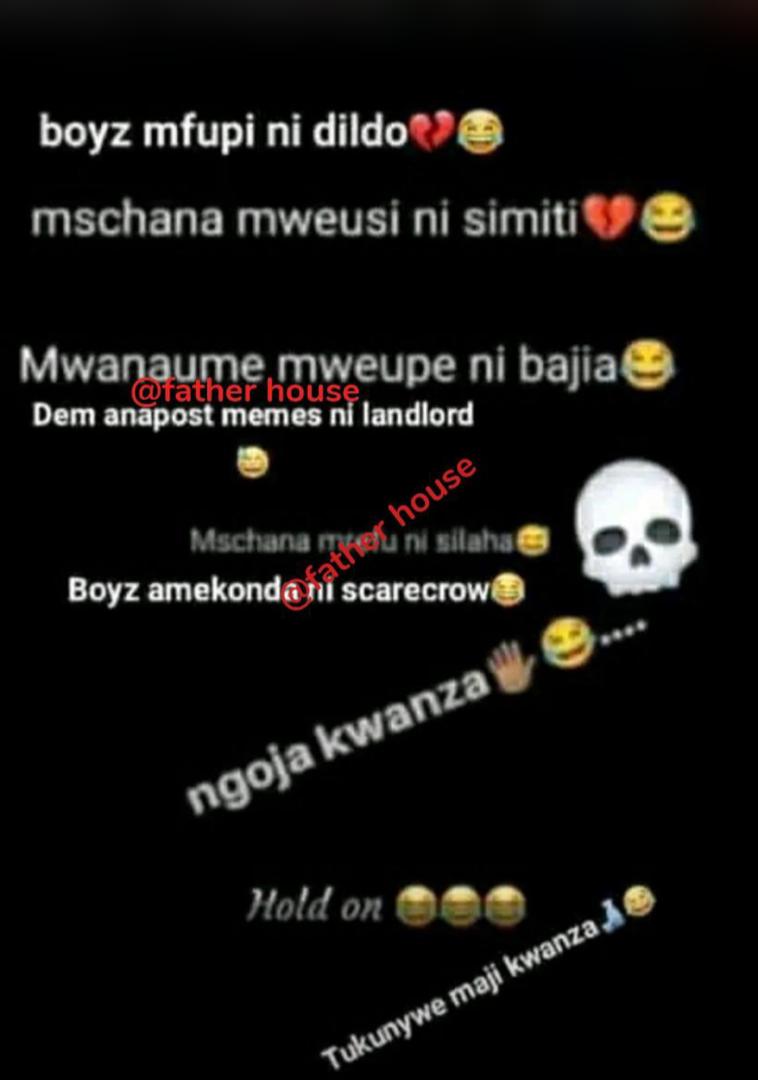 boyz mfupi ni dildo💔😂
mschana mweusi ni simiti💔😂
Mwanaume mweupe ni bajia😂
@father house
Dem anapost memes ni landlord
😅
Mschana mrefu ni silaha😅
@father house
Boyz amekonda ni scarecrow😂
ngoja kwanza🤚🏽😂....
Hold on 😂😂😂
Tukunywe maji kwanza😂